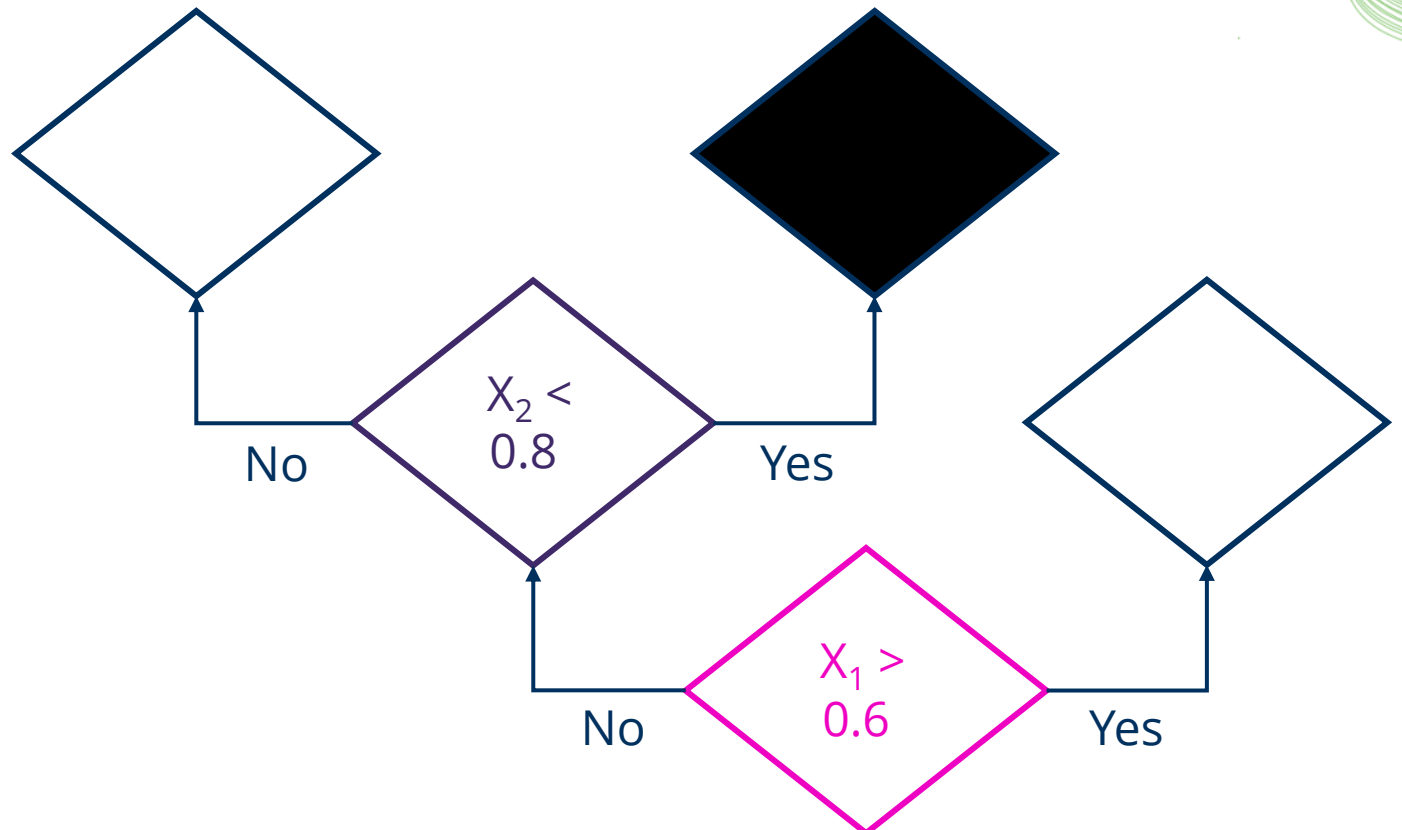 X₂ <
0.8
No
Yes
X₁ >
0.6
No
Yes